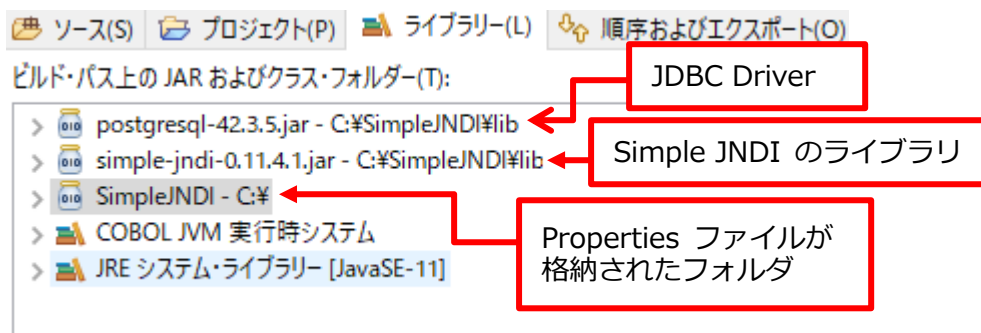 ソース(S) プロジェクト(P) ライブラリー(L) 順序およびエクスポート(O)
ビルド・パス上の JAR およびクラス・フォルダー(T):
JDBC Driver
postgresql-42.3.5.jar - C:¥SimpleJNDI¥lib
simple-jndi-0.11.4.1.jar - C:¥SimpleJNDI¥lib
Simple JNDI のライブラリ
SimpleJNDI - C:¥
COBOL JVM 実行時システム
JRE システム・ライブラリー [JavaSE-11]
Properties ファイルが
格納されたフォルダ